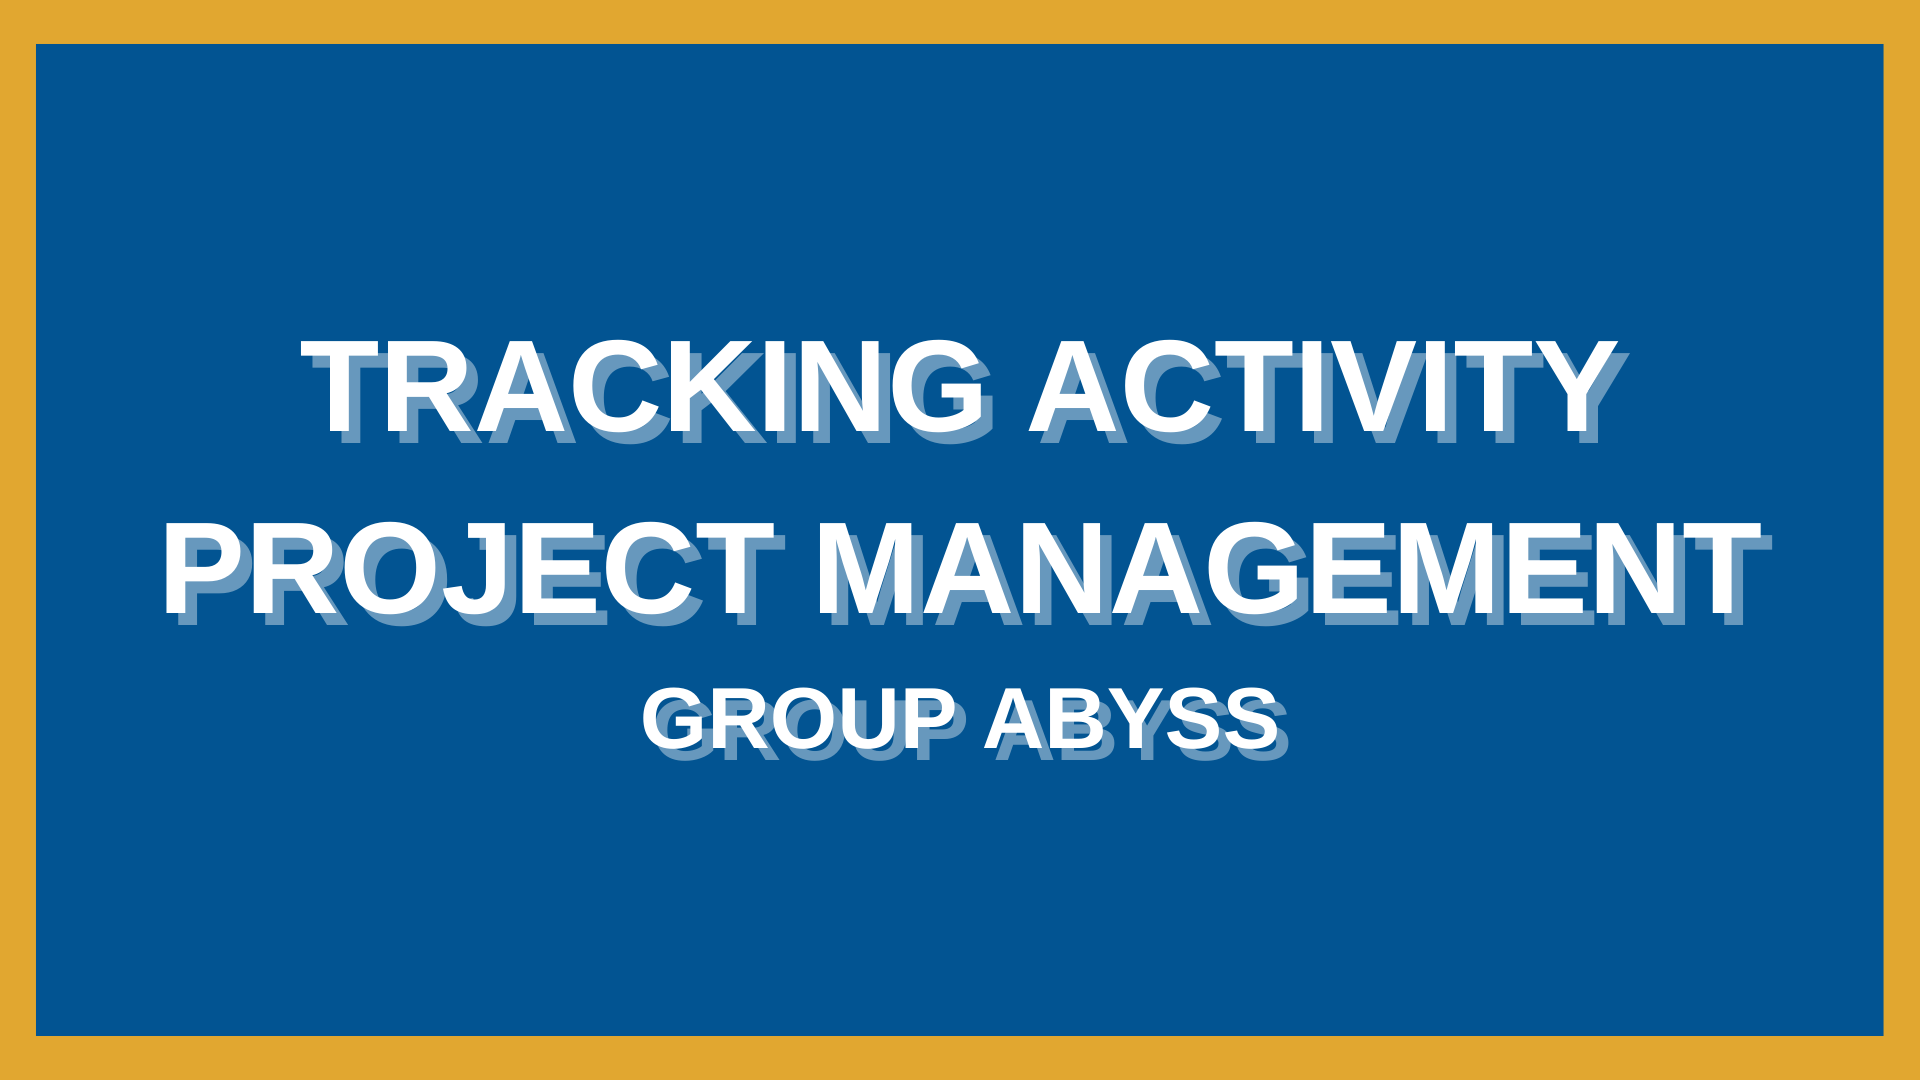 TRACKING ACTIVITY
PROJECT MANAGEMENT
GROUP ABYSS